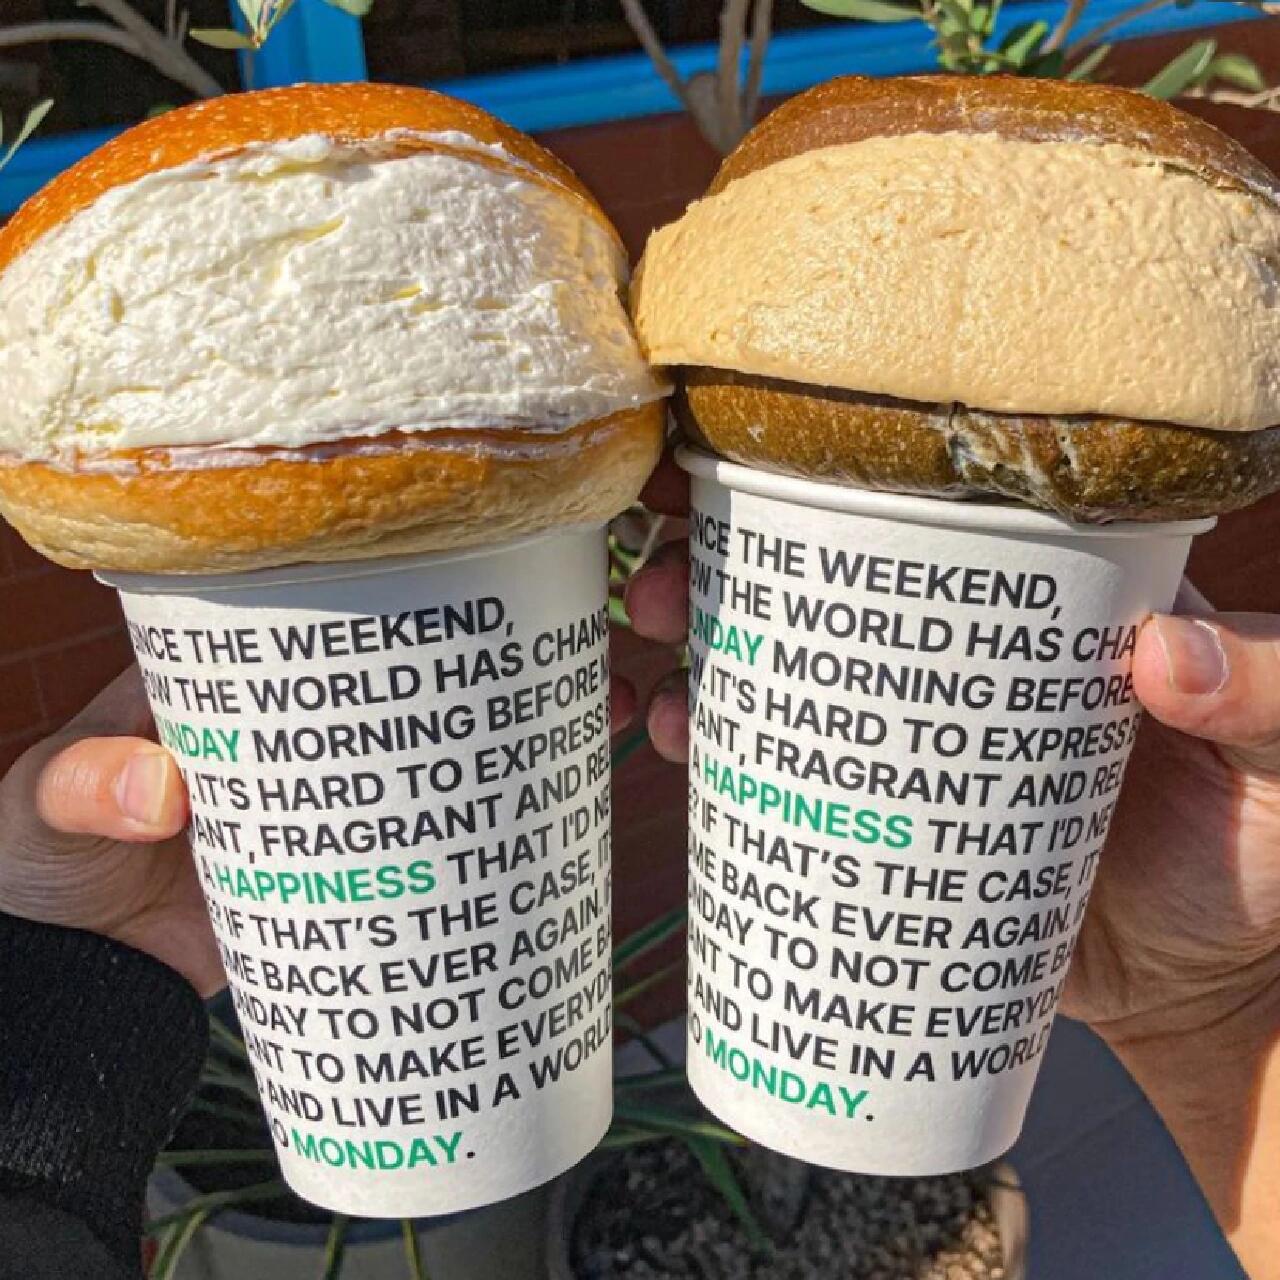 THE WEEKEND,
THE WORLD HAS
MORNING BEFORE
IT'S HARD TO EXPRESS
FRAGRANT AND
A HAPPINESS THAT I'D
IF THAT'S THE CASE,
BACK EVER AGAIN.
TO NOT COME
TO MAKE
AND LIVE IN A WORLD
MONDAY.
THE WEEKEND,
THE WORLD HAS
MORNING BEFORE
IT'S HARD TO EXPRESS
FRAGRANT AND
A HAPPINESS THAT I'D
IF THAT'S THE CASE,
BACK EVER AGAIN.
TO NOT COME
TO MAKE
AND LIVE IN A WORLD
MONDAY.